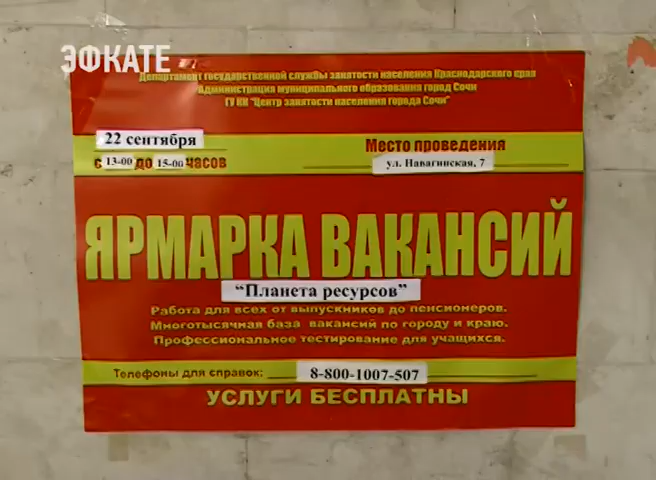 ЭФКАТЕ
Департамент государственной службы занятости населения Краснодарского края
Администрация муниципального образования город Сочи
ГУ КК "Центр занятости населения города Сочи"
22 сентября
с 13-00 до 15-00 часов
Место проведения
ул. Навагинская, 7
ЯРМАРКА ВАКАНСИЙ
“Планета ресурсов”
Работа для всех от выпускников до пенсионеров.
Многотысячная база вакансий по городу и краю.
Профессиональное тестирование для учащихся.
Телефоны для справок: 8-800-1007-507
УСЛУГИ БЕСПЛАТНЫ